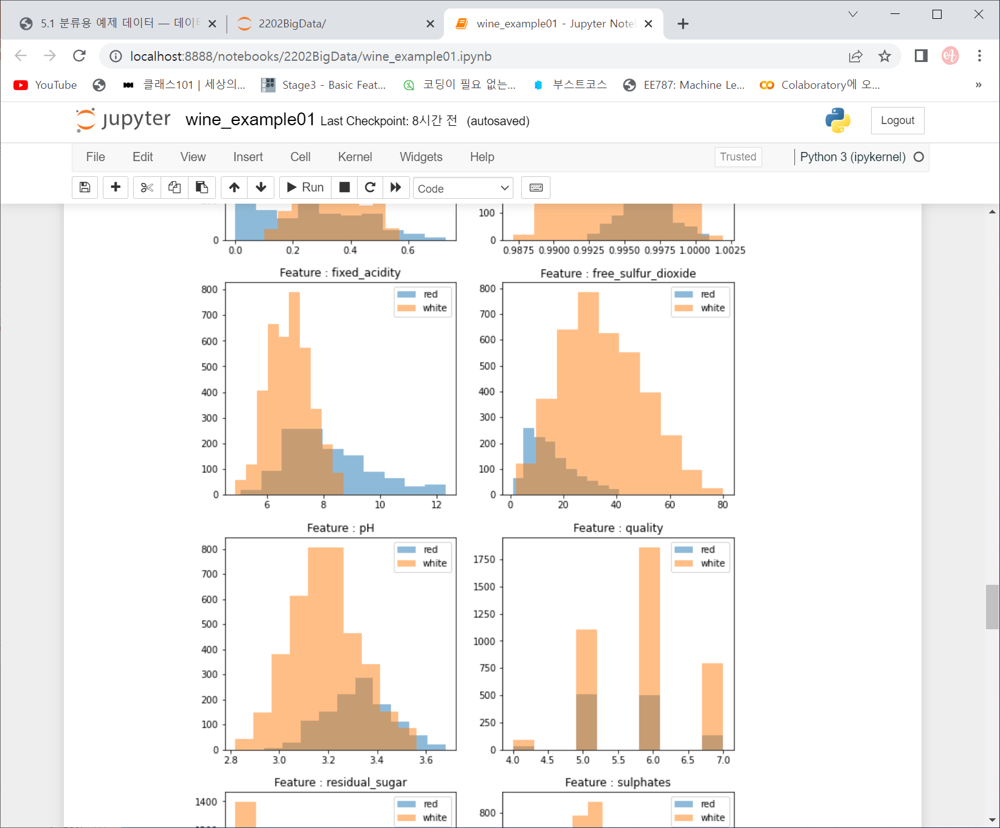 5.1 분류용 예제 데이터 — 데이터
2202BigData/
wine_example01 - Jupyter Note
localhost:8888/notebooks/2202BigData/wine_example01.ipynb
YouTube
클래스101 | 세상의...
Stage3 - Basic Feat...
코딩이 필요 없는...
부스트코스
EE787: Machine Le...
Colaboratory에 오...
»
jupyter wine_example01 Last Checkpoint: 8시간 전 (autosaved)
Logout
File Edit View Insert Cell Kernel Widgets Help
Trusted
Python 3 (ipykernel)
Run
Code
0
0.0 0.2 0.4 0.6
100
0
0.9875 0.9900 0.9925 0.9950 0.9975 1.0000 1.0025
Feature : fixed_acidity
red
white
800
700
600
500
400
300
200
100
0
6 8 10 12
Feature : free_sulfur_dioxide
red
white
800
700
600
500
400
300
200
100
0
0 20 40 60 80
Feature : pH
red
white
800
700
600
500
400
300
200
100
0
2.8 3.0 3.2 3.4 3.6
Feature : quality
red
white
1750
1500
1250
1000
750
500
250
0
4.0 4.5 5.0 5.5 6.0 6.5 7.0
Feature : residual_sugar
red
white
1400
Feature : sulphates
red
white
800